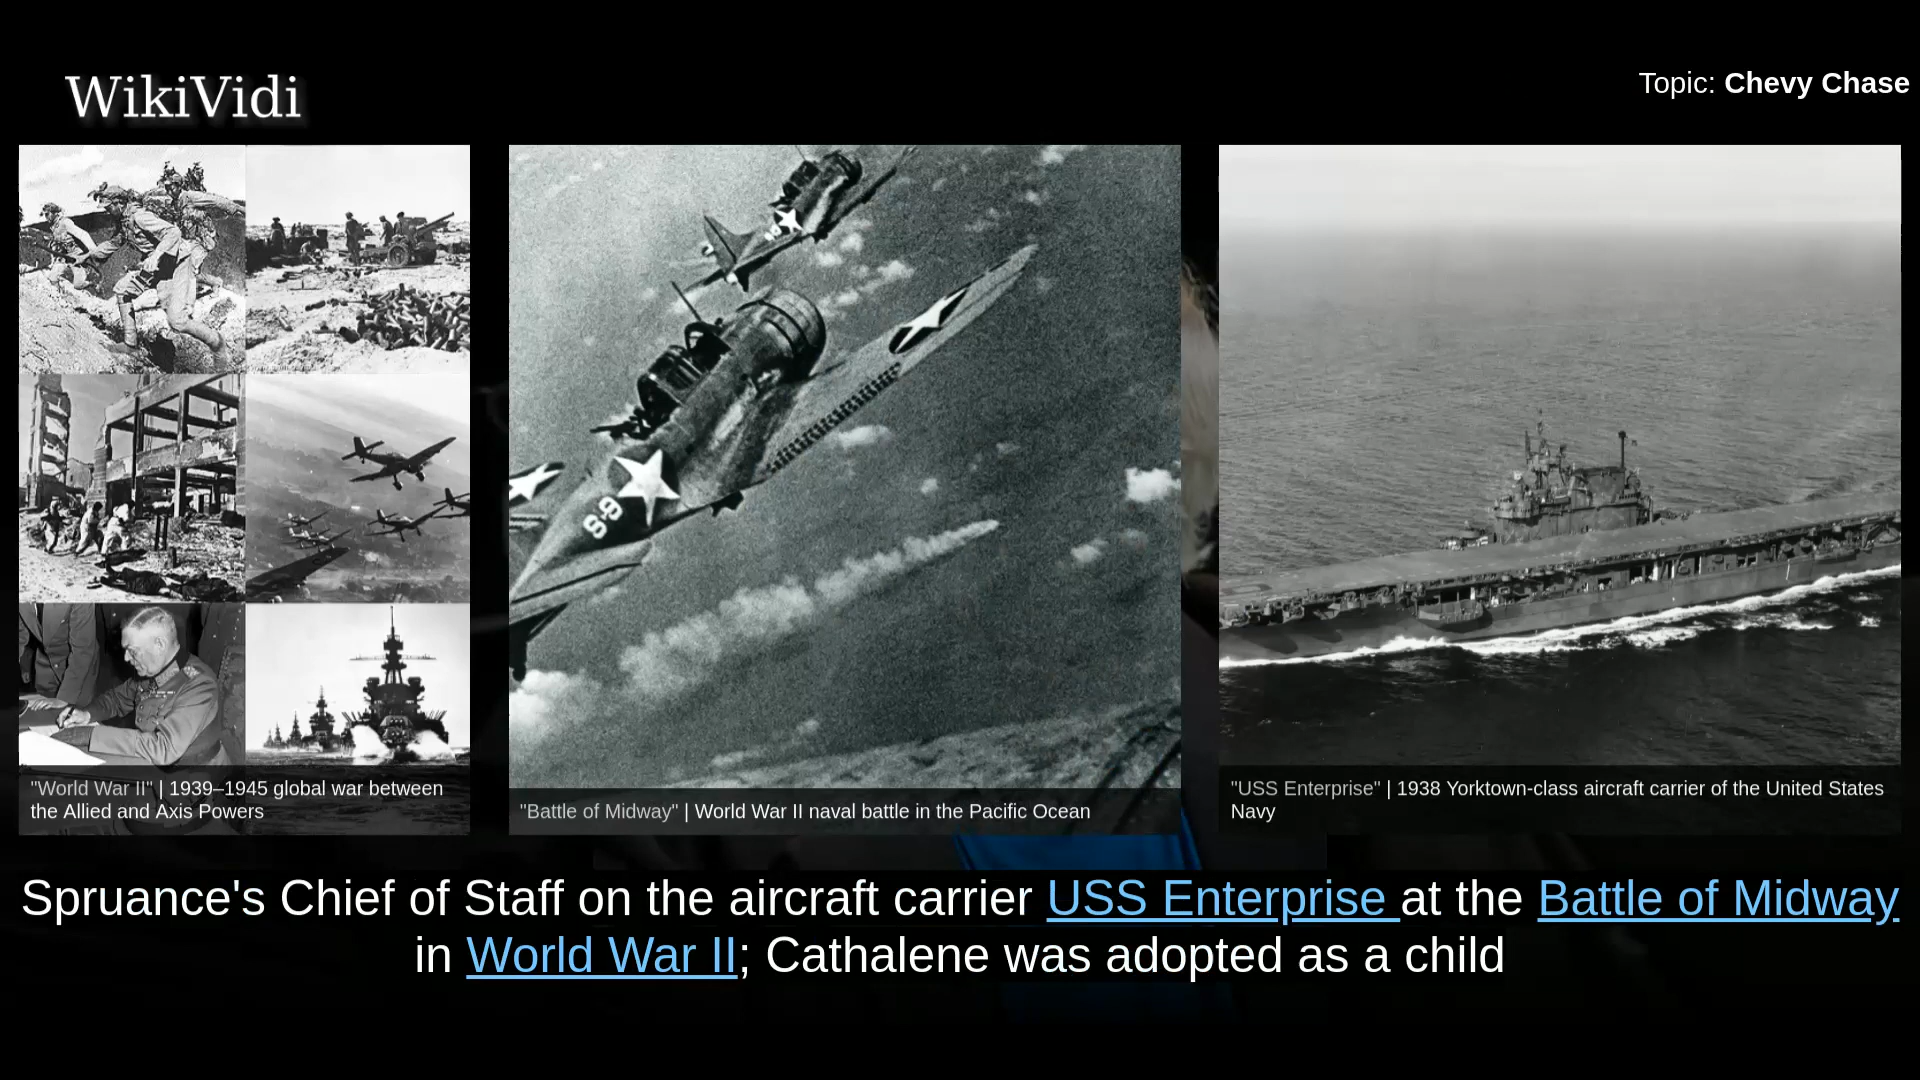 WikiVidi
Topic: Chevy Chase
S-9
"World War II" | 1939–1945 global war between
the Allied and Axis Powers
"Battle of Midway" | World War II naval battle in the Pacific Ocean
"USS Enterprise" | 1938 Yorktown-class aircraft carrier of the United States
Navy
Spruance's Chief of Staff on the aircraft carrier USS Enterprise at the Battle of Midway
in World War II; Cathalene was adopted as a child